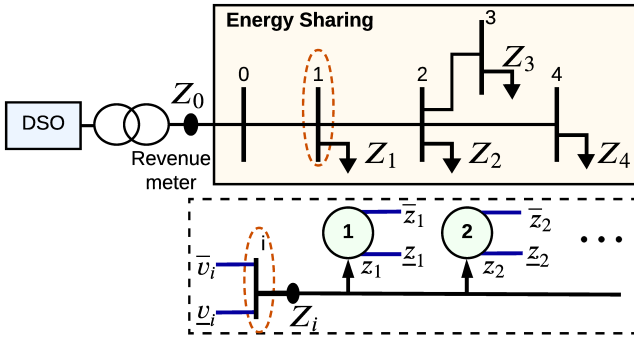 Energy Sharing
3
0 1 2 4
Z₀ Z₃
DSO
Revenue
meter
Z₁ Z₂ Z₄
i 1 z̅₁ 2 z̅₂
v̅ᵢ z₁ z̲₁ z₂ z̲₂ ...
v̲ᵢ Zᵢ